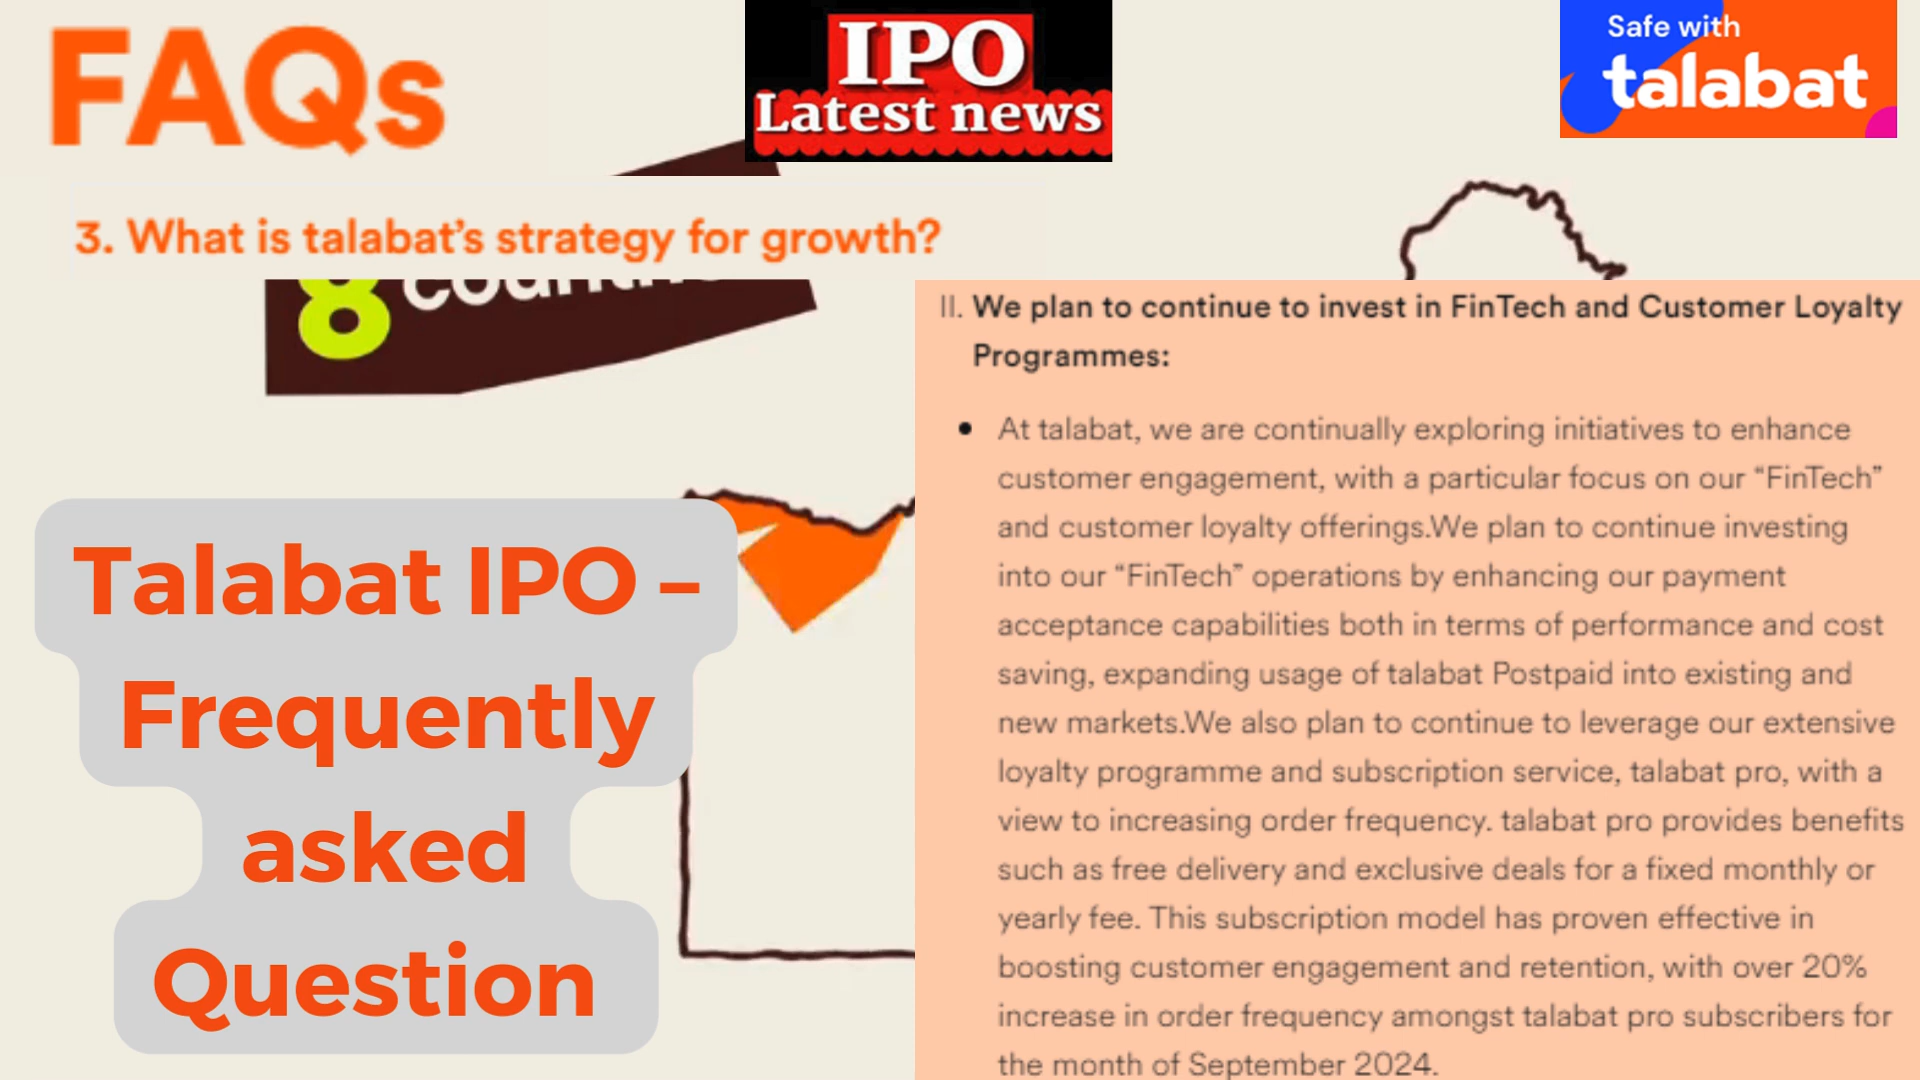 FAQs
IPO
Latest news
Safe with
talabat
3. What is talabat's strategy for growth?
8
Talabat IPO –
Frequently
asked
Question
II. We plan to continue to invest in FinTech and Customer Loyalty
Programmes:
• At talabat, we are continually exploring initiatives to enhance
customer engagement, with a particular focus on our “FinTech”
and customer loyalty offerings.We plan to continue investing
into our “FinTech” operations by enhancing our payment
acceptance capabilities both in terms of performance and cost
saving, expanding usage of talabat Postpaid into existing and
new markets.We also plan to continue to leverage our extensive
loyalty programme and subscription service, talabat pro, with a
view to increasing order frequency. talabat pro provides benefits
such as free delivery and exclusive deals for a fixed monthly or
yearly fee. This subscription model has proven effective in
boosting customer engagement and retention, with over 20%
increase in order frequency amongst talabat pro subscribers for
the month of September 2024.